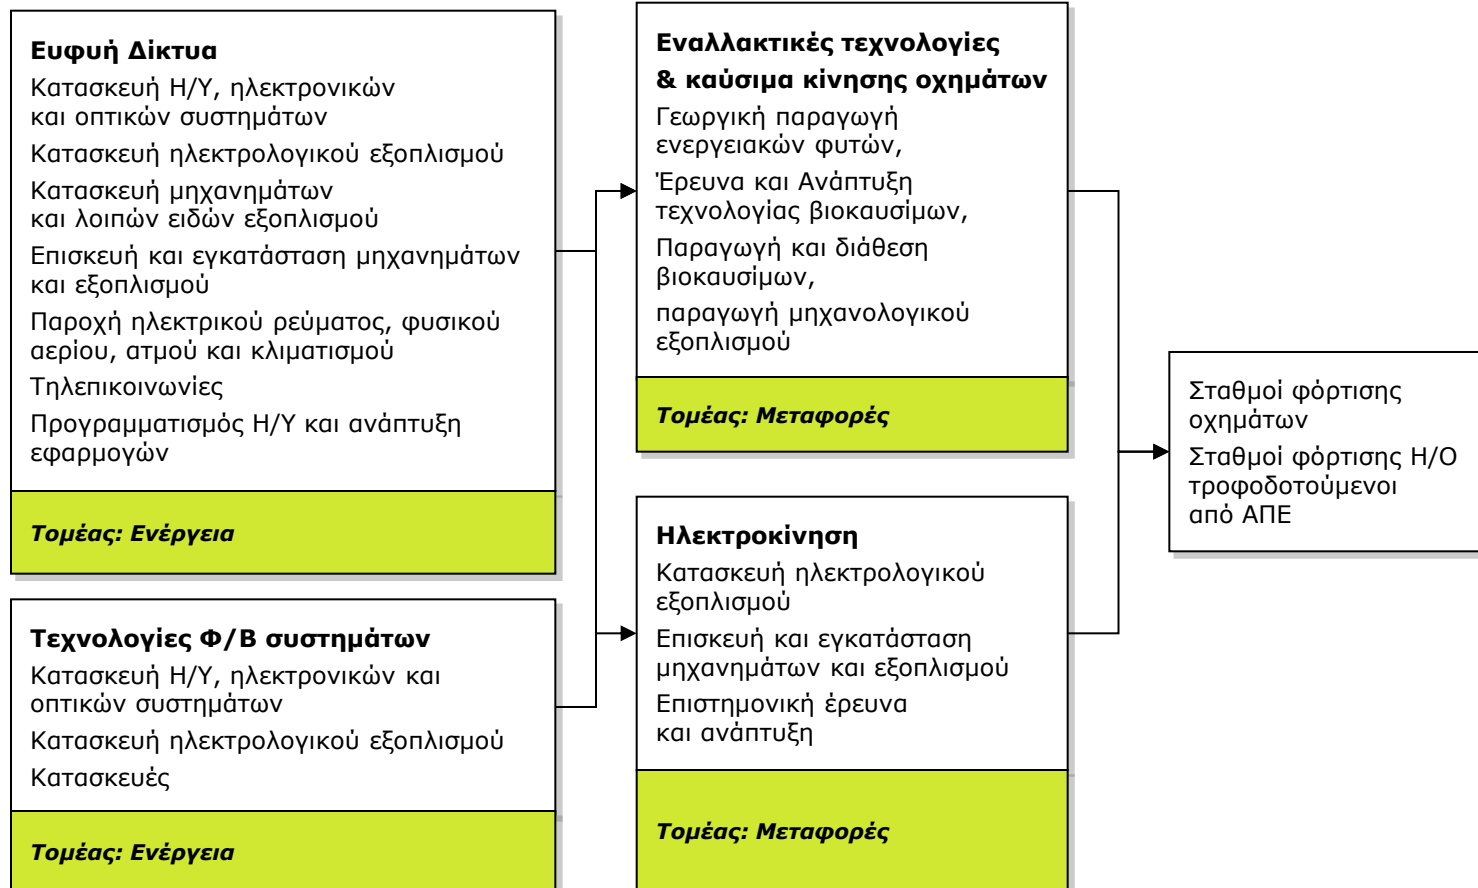 Ευφυή Δίκτυα
Κατασκευή Η/Υ, ηλεκτρονικών
και οπτικών συστημάτων
Κατασκευή ηλεκτρολογικού εξοπλισμού
Κατασκευή μηχανημάτων
και λοιπών ειδών εξοπλισμού
Επισκευή και εγκατάσταση μηχανημάτων
και εξοπλισμού
Παροχή ηλεκτρικού ρεύματος, φυσικού
αερίου, ατμού και κλιματισμού
Τηλεπικοινωνίες
Προγραμματισμός Η/Υ και ανάπτυξη
εφαρμογών
Τομέας: Ενέργεια
Τεχνολογίες Φ/Β συστημάτων
Κατασκευή Η/Υ, ηλεκτρονικών και
οπτικών συστημάτων
Κατασκευή ηλεκτρολογικού εξοπλισμού
Κατασκευές
Τομέας: Ενέργεια
Εναλλακτικές τεχνολογίες
& καύσιμα κίνησης οχημάτων
Γεωργική παραγωγή
ενεργειακών φυτών,
Έρευνα και Ανάπτυξη
τεχνολογίας βιοκαυσίμων,
Παραγωγή και διάθεση
βιοκαυσίμων,
παραγωγή μηχανολογικού
εξοπλισμού
Τομέας: Μεταφορές
Ηλεκτροκίνηση
Κατασκευή ηλεκτρολογικού
εξοπλισμού
Επισκευή και εγκατάσταση
μηχανημάτων και εξοπλισμού
Επιστημονική έρευνα
και ανάπτυξη
Τομέας: Μεταφορές
Σταθμοί φόρτισης
οχημάτων
Σταθμοί φόρτισης Η/Ο
τροφοδοτούμενοι
από ΑΠΕ